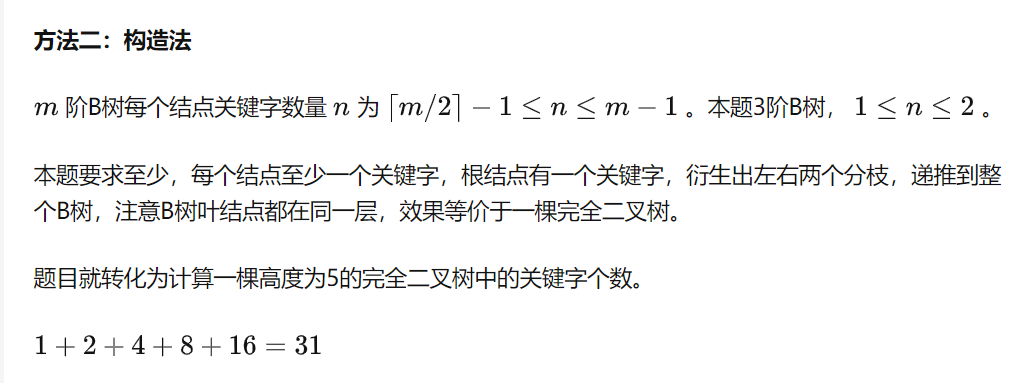 方法二：构造法
m 阶B树每个结点关键字数量 n 为 ⌈m/2⌉ − 1 ≤ n ≤ m − 1 。本题3阶B树， 1 ≤ n ≤ 2 。
本题要求至少，每个结点至少一个关键字，根结点有一个关键字，衍生出左右两个分枝，递推到整
个B树，注意B树叶结点都在同一层，效果等价于一棵完全二叉树。
题目就转化为计算一棵高度为5的完全二叉树中的关键字个数。
1 + 2 + 4 + 8 + 16 = 31